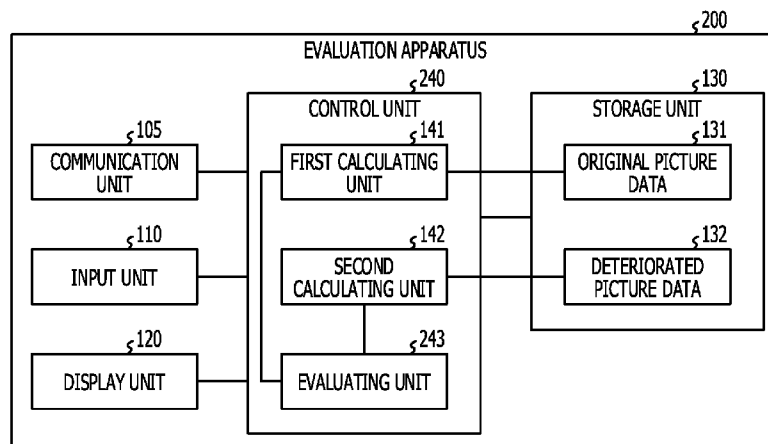 200
EVALUATION APPARATUS
240
CONTROL UNIT
130
STORAGE UNIT
105
COMMUNICATION
UNIT
141
FIRST CALCULATING
UNIT
131
ORIGINAL PICTURE
DATA
110
INPUT UNIT
142
SECOND
CALCULATING UNIT
132
DETERIORATED
PICTURE DATA
120
DISPLAY UNIT
243
EVALUATING UNIT